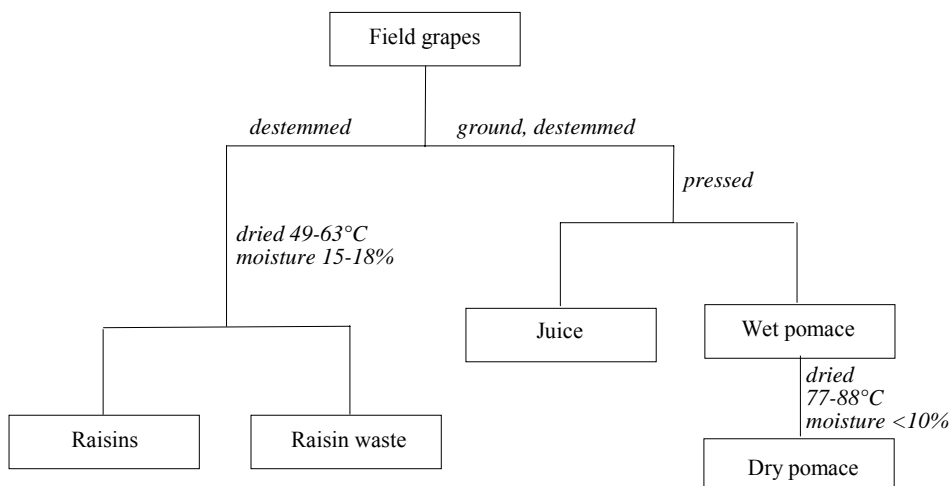 Field grapes
destemmed
ground, destemmed
pressed
dried 49-63°C
moisture 15-18%
Juice
Wet pomace
dried
77-88°C
moisture <10%
Raisins
Raisin waste
Dry pomace